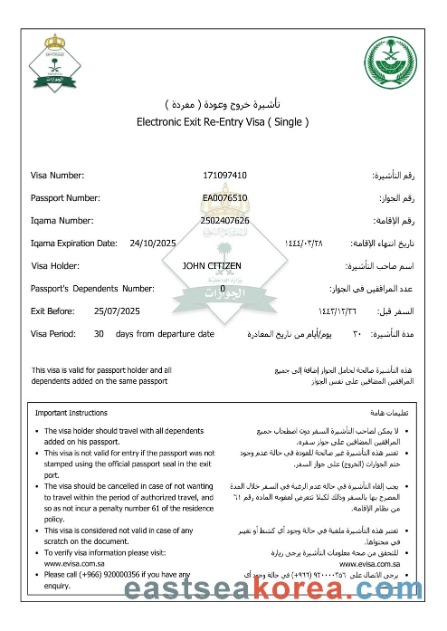 تأشيرة خروج وعودة ( مفردة )
Electronic Exit Re-Entry Visa ( Single )
Visa Number: 171097410 رقم التأشيرة:
Passport Number: EA0076510 رقم الجواز:
Iqama Number: 2502407626 رقم الإقامة:
Iqama Expiration Date: 24/10/2025 ١٤٤٤/٠٣/٢٨ تاريخ انتهاء الإقامة:
Visa Holder: JOHN CITIZEN اسم صاحب التأشيرة:
Passport's Dependents Number: 0 عدد المرافقين في الجواز:
Exit Before: 25/07/2025 السفر قبل:
Visa Period: 30 days from departure date يوم/أيام من تاريخ المغادرة ٣٠ مدة التأشيرة:
الجوازات
This visa is valid for passport holder and all
dependents added on the same passport
هذه التأشيرة صالحة لحامل الجواز إضافة إلى جميع
المرافقين المضافين على نفس الجواز
Important Instructions
• The visa holder should travel with all dependents
added on his passport.
• This visa is not valid for entry if the passport was not
stamped using the official passport seal in the exit
port.
• The visa should be cancelled in case of not wanting
to travel within the period of authorized travel, and
so as not incur a penalty number 61 of the residence
policy.
• This visa is considered not valid in case of any
scratch on the document.
• To verify visa information please visit:
www.evisa.com.sa
• Please call (+966) 920000356 if you have any
enquiry.
تعليمات هامة
• لا يمكن لصاحب التأشيرة السفر دون اصطحاب جميع
المرافقين المضافين على جواز سفره.
• تعتبر هذه التأشيرة غير صالحة للعودة في حالة عدم وجود
ختم الجوازات (الخروج) على جواز السفر.
• يجب إلغاء التأشيرة في حالة عدم الرغبة في السفر خلال المدة
المصرح بها بالسفر وذلك لكيلا تتعرض لعقوبة المادة رقم ٦١
من نظام الإقامة.
• تعتبر هذه التأشيرة ملغية في حالة وجود أي كشط أو تغيير
في محتواها.
• للتحقق من صحة معلومات التأشيرة يرجى زيارة
www.evisa.com.sa
• يرجى الاتصال على ٩٢٠٠٠٠٣٥٦ (٩٦٦+) في حالة وجود أي
eastseakorea.com